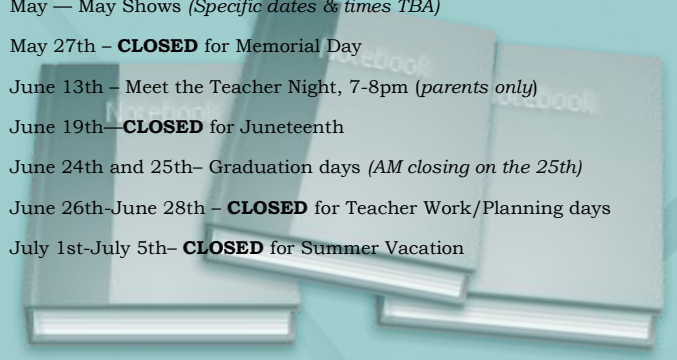 May — May Shows (Specific dates & times TBA)
May 27th – CLOSED for Memorial Day
June 13th – Meet the Teacher Night, 7-8pm (parents only)
June 19th—CLOSED for Juneteenth
June 24th and 25th– Graduation days (AM closing on the 25th)
June 26th-June 28th – CLOSED for Teacher Work/Planning days
July 1st-July 5th– CLOSED for Summer Vacation
Notebook
Notebook
Notebook